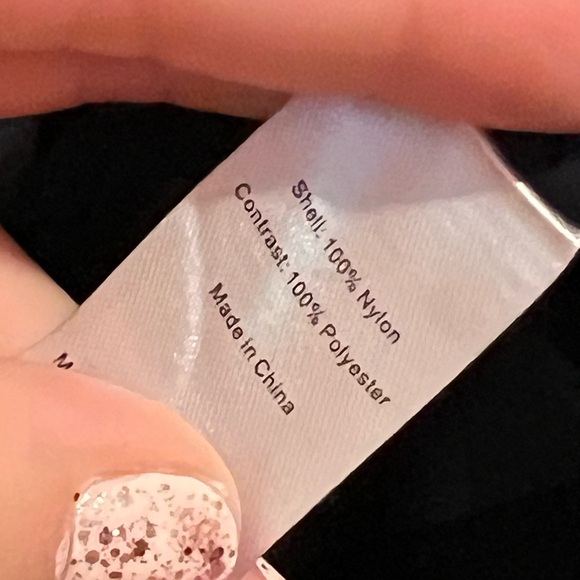 Shell: 100% Nylon
Contrast: 100% Polyester
Made in China
M